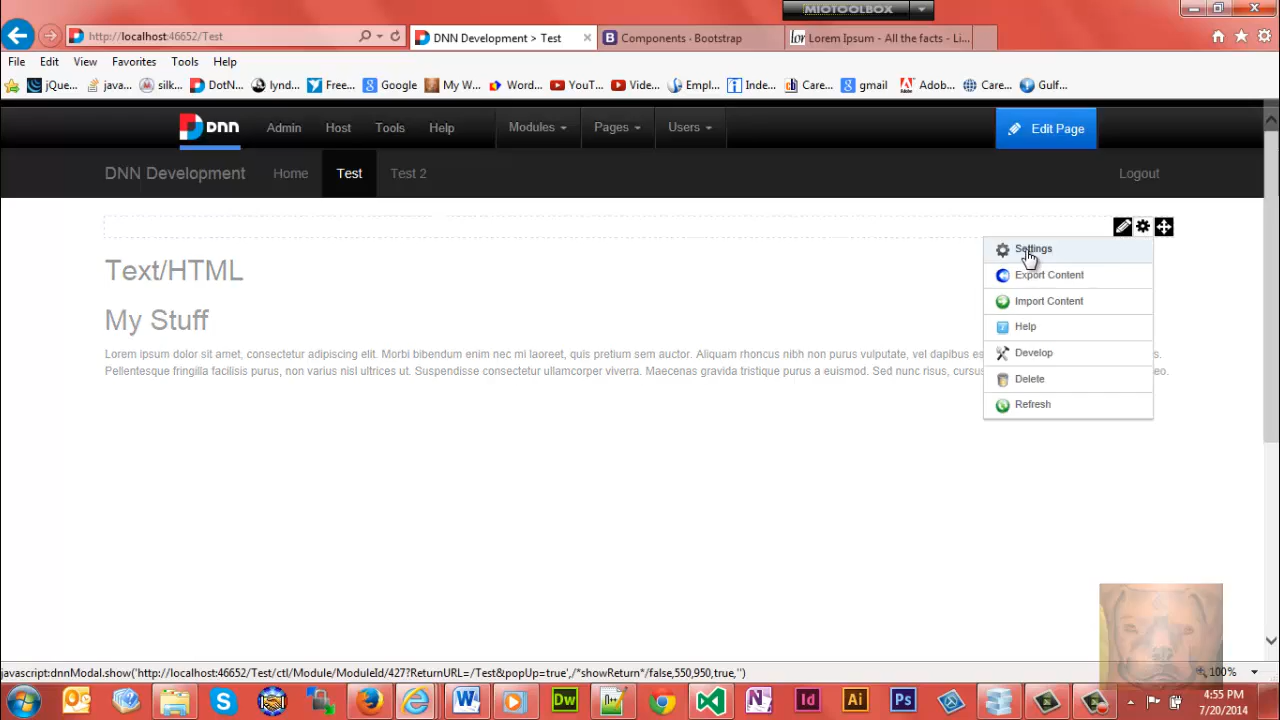 MIOTOOLBOX
http://localhost:46652/Test
DNN Development > Test
Components - Bootstrap
Lorem Ipsum - All the facts - Li...
File Edit View Favorites Tools Help
jQue... java... silk... DotN... lynd... Free... Google My W... Word... YouT... Vide... Empl... Inde... Care... gmail Adob... Care... Gulf...
DNN Admin Host Tools Help Modules Pages Users Edit Page
DNN Development Home Test Test 2 Logout
Settings
Text/HTML
Export Content
Import Content
My Stuff
Help
Lorem ipsum dolor sit amet, consectetur adipiscing elit. Morbi bibendum enim nec mi laoreet, quis pretium sem auctor. Aliquam rhoncus nibh non purus vulputate, vel dapibus es
Develop
Pellentesque fringilla facilisis purus, non varius nisl ultrices ut. Suspendisse consectetur ullamcorper viverra. Maecenas gravida tristique purus a euismod. Sed nunc risus, cursus
Delete
Refresh
javascript:dnnModal.show('http://localhost:46652/Test/ctl/Module/ModuleId/427?ReturnURL=/Test&popUp=true',/*showReturn*/false,550,950,true,'')
100%
4:55 PM
7/20/2014